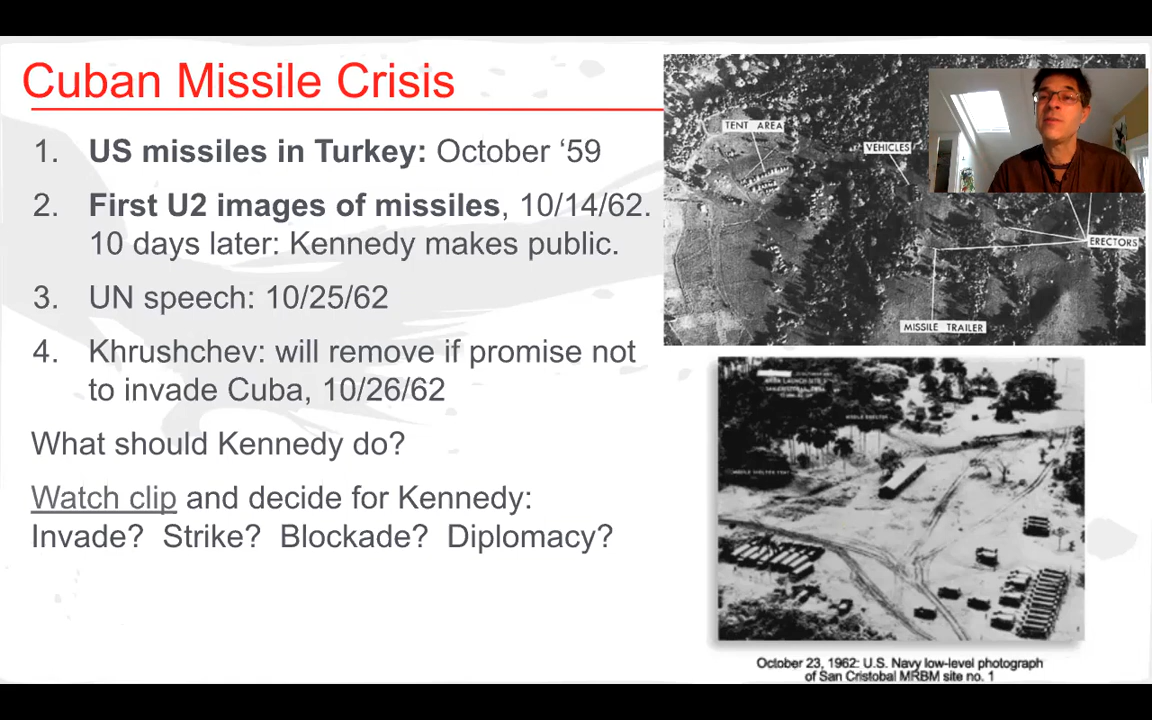 Cuban Missile Crisis
1. US missiles in Turkey: October ‘59
2. First U2 images of missiles, 10/14/62.
10 days later: Kennedy makes public.
3. UN speech: 10/25/62
4. Khrushchev: will remove if promise not
to invade Cuba, 10/26/62
What should Kennedy do?
Watch clip and decide for Kennedy:
Invade? Strike? Blockade? Diplomacy?
TENT AREA
VEHICLES
ERECTORS
MISSILE TRAILER
October 23, 1962: U.S. Navy low-level photograph
of San Cristobal MRBM site no. 1